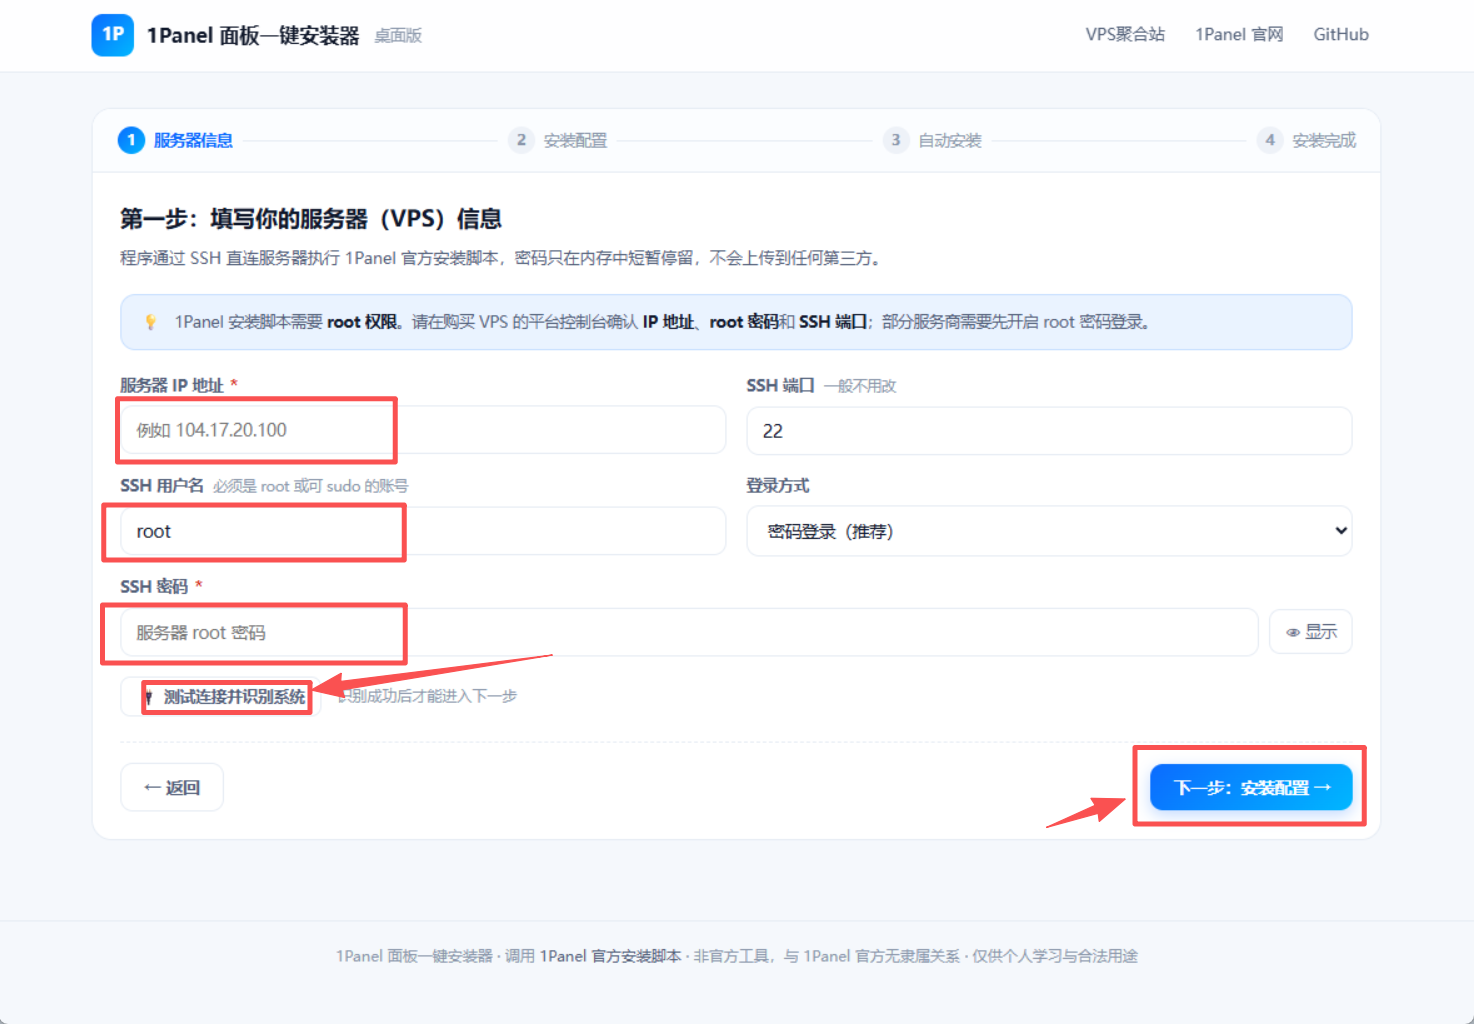 1P 1Panel 面板一键安装器 桌面版 VPS聚合站 1Panel 官网 GitHub
1 服务器信息 2 安装配置 3 自动安装 4 安装完成
第一步：填写你的服务器（VPS）信息
程序通过 SSH 直连服务器执行 1Panel 官方安装脚本，密码只在内存中短暂停留，不会上传到任何第三方。
1Panel 安装脚本需要 root 权限。请在购买 VPS 的平台控制台确认 IP 地址、root 密码和 SSH 端口；部分服务商需要先开启 root 密码登录。
服务器 IP 地址 * SSH 端口 一般不用改
例如 104.17.20.100 22
SSH 用户名 必须是 root 或可 sudo 的账号 登录方式
root 密码登录（推荐）
SSH 密码 *
服务器 root 密码 显示
测试连接并识别系统 识别成功后才能进入下一步
← 返回 下一步：安装配置 →
1Panel 面板一键安装器 · 调用 1Panel 官方安装脚本 · 非官方工具，与 1Panel 官方无隶属关系 · 仅供个人学习与合法用途